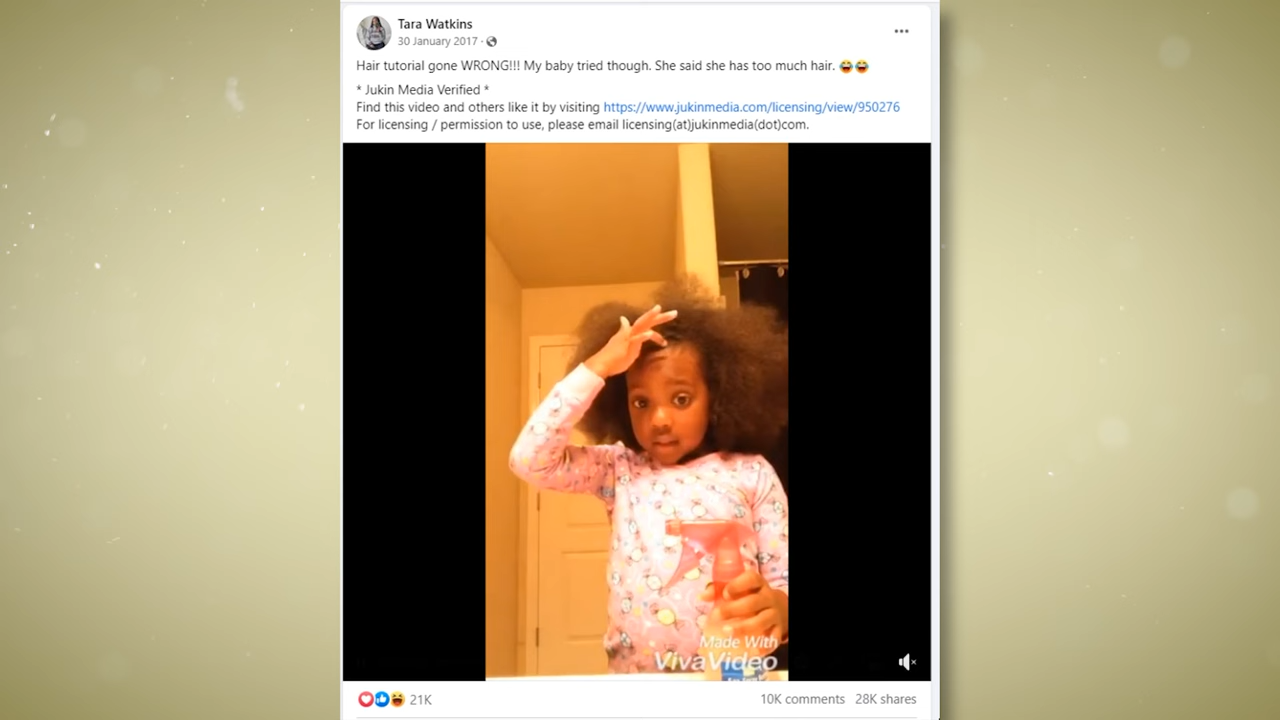 Tara Watkins
30 January 2017 ·
Hair tutorial gone WRONG!!! My baby tried though. She said she has too much hair. 😂😂
* Jukin Media Verified *
Find this video and others like it by visiting https://www.jukinmedia.com/licensing/view/950276
For licensing / permission to use, please email licensing(at)jukinmedia(dot)com.
Made With
VivaVideo
21K
10K comments 28K shares